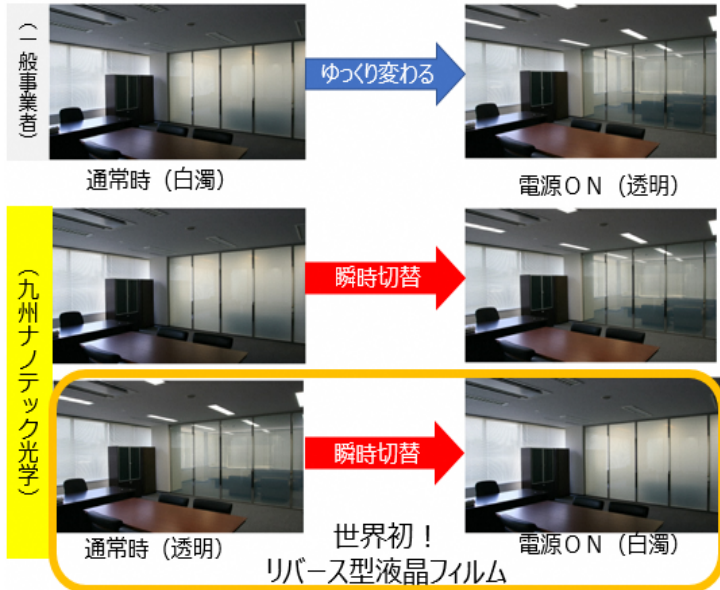 （一般事業者）
ゆっくり変わる
通常時（白濁）
電源ＯＮ（透明）
（九州ナノテック光学）
瞬時切替
瞬時切替
通常時（透明）
電源ＯＮ（白濁）
世界初！
リバース型液晶フィルム